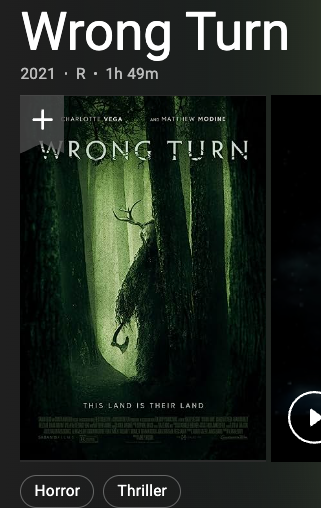 Wrong Turn
2021 · R · 1h 49m
CHARLOTTE VEGA AND MATTHEW MODINE
WRONG TURN
THIS LAND IS THEIR LAND
Horror Thriller